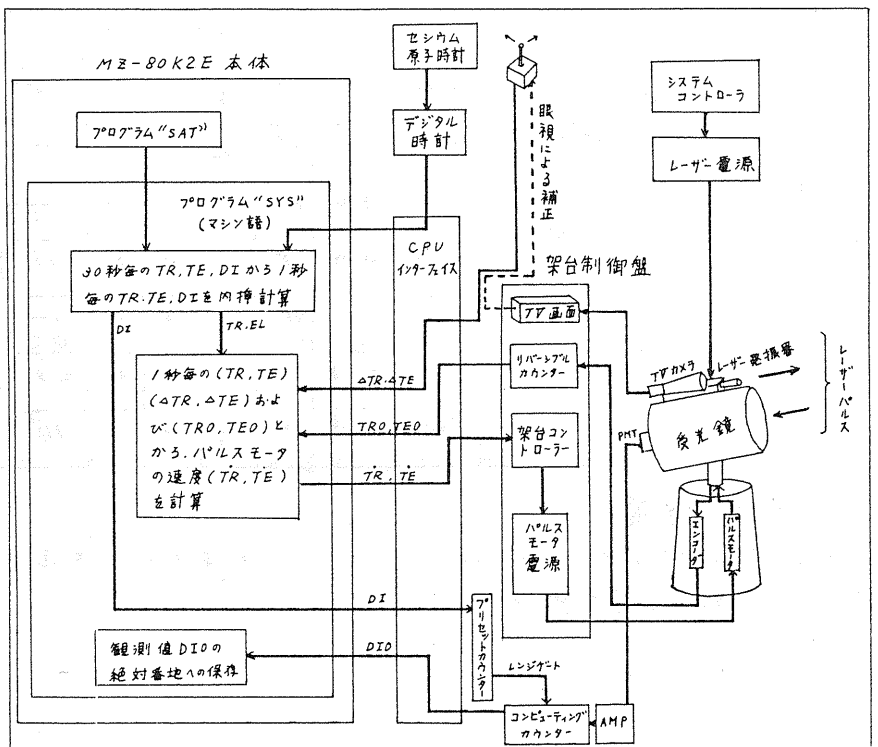 MZ-80K2E 本体
プログラム"SAT"
プログラム"SYS"
(マシン語)
30秒毎のTR,TE,DIから1秒
毎のTR.TE,DIを内挿計算
DI
TR.EL
1秒毎の(TR,TE)
(ΔTR,ΔTE)およ
び(TRO,TEO)と
から.パルスモータ
の速度(ṪR,ṪE)
を計算
観測値DIOの
絶対番地への保存
セシウム
原子時計
デジタル
時計
CPU
インターフェイス
ΔTR.ΔTE
TRO,TEO
ṪR,ṪE
DI
DIO
眼視による補正
架台制御盤
TV画面
リバーシブル
カウンター
架台コント
ローラー
パルス
モータ
電源
プリセットカウンター
レンジゲート
コンピューティング
カウンター
AMP
システム
コントローラ
レーザー電源
TVカメラ
レーザー発振器
レーザーパルス
PMT
受光鏡
エンコーダ
パルスモータ